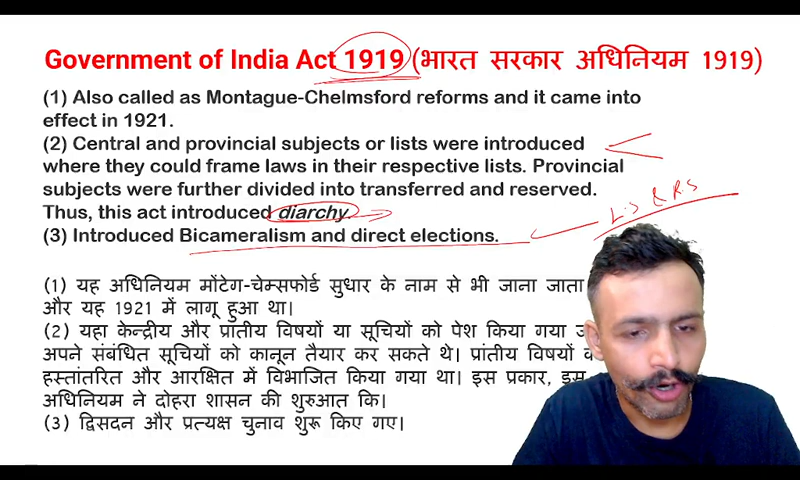 Government of India Act 1919 (भारत सरकार अधिनियम 1919)
(1) Also called as Montague-Chelmsford reforms and it came into
effect in 1921.
(2) Central and provincial subjects or lists were introduced
where they could frame laws in their respective lists. Provincial
subjects were further divided into transferred and reserved.
Thus, this act introduced diarchy.
(3) Introduced Bicameralism and direct elections.
LS & RS
(1) यह अधिनियम मोंटेग-चेम्सफोर्ड सुधार के नाम से भी जाना जाता
और यह 1921 में लागू हुआ था।
(2) यहा केन्द्रीय और प्रांतीय विषयों या सूचियों को पेश किया गया
अपने संबंधित सूचियों को कानून तैयार कर सकते थे। प्रांतीय विषयों
हस्तांतरित और आरक्षित में विभाजित किया गया था। इस प्रकार, इस
अधिनियम ने दोहरा शासन की शुरुआत कि।
(3) द्विसदन और प्रत्यक्ष चुनाव शुरू किए गए।